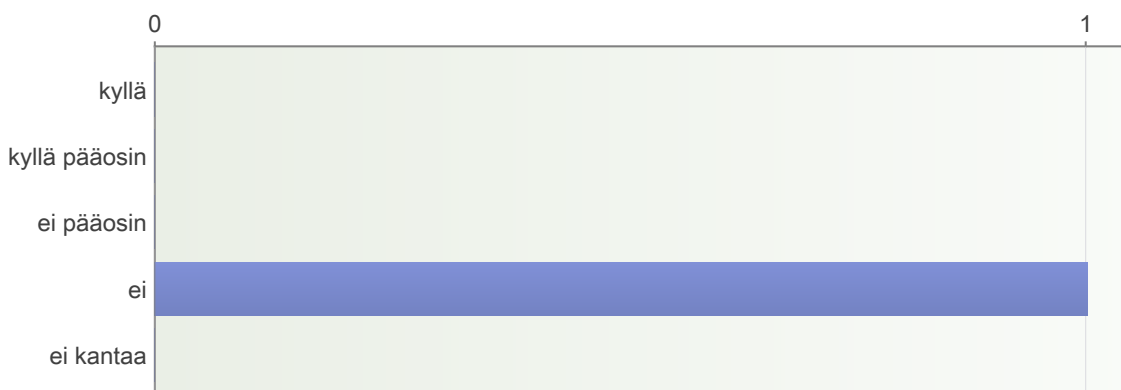 0 1
kyllä
kyllä pääosin
ei pääosin
ei
ei kantaa